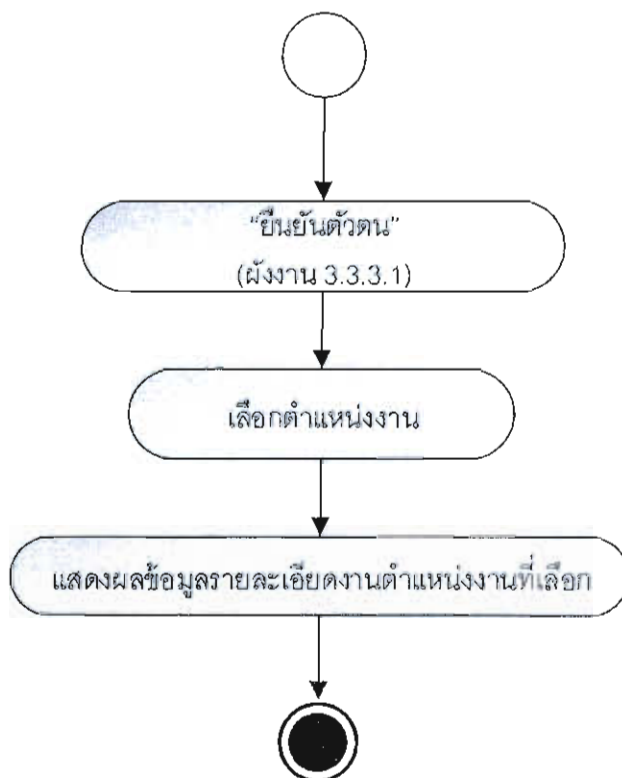 “ยืนยันตัวตน”
(ผังงาน 3.3.3.1)
เลือกตำแหน่งงาน
แสดงผลข้อมูลรายละเอียดงานตำแหน่งงานที่เลือก